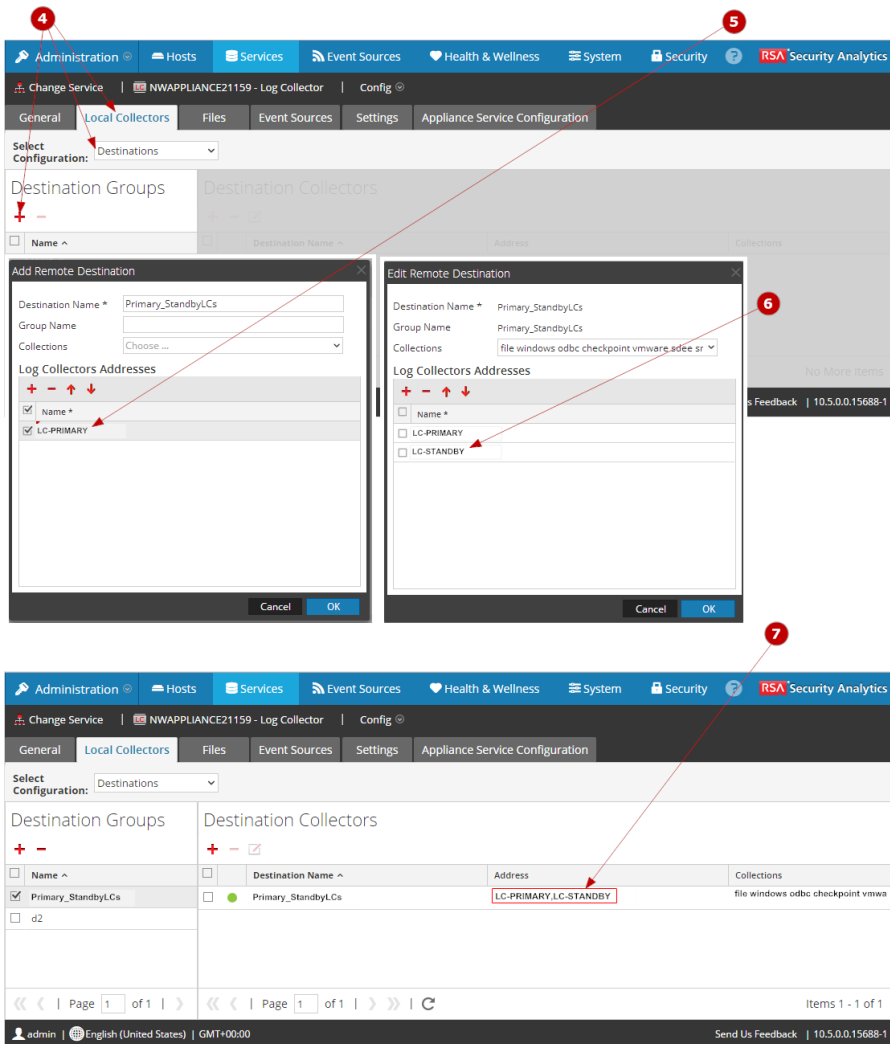 4
5
Administration Hosts Services Event Sources Health & Wellness System Security ? RSA Security Analytics
Change Service | LC NWAPPLIANCE21159 - Log Collector | Config
General Local Collectors Files Event Sources Settings Appliance Service Configuration
Select Configuration: Destinations
Destination Groups Destination Collectors
+ - + -
Name Destination Name Address Collections
Add Remote Destination
Destination Name * Primary_StandbyLCs
Group Name
Collections Choose ...
Log Collectors Addresses
+ - ↑ ↓
Name *
LC-PRIMARY
Cancel OK
Edit Remote Destination
6
Destination Name * Primary_StandbyLCs
Group Name Primary_StandbyLCs
Collections file windows odbc checkpoint vmware sdee sr
Log Collectors Addresses
+ - ↑ ↓
Name *
LC-PRIMARY
LC-STANDBY
Cancel OK
No More Items
s Feedback | 10.5.0.0.15688-1
7
Administration Hosts Services Event Sources Health & Wellness System Security ? RSA Security Analytics
Change Service | LC NWAPPLIANCE21159 - Log Collector | Config
General Local Collectors Files Event Sources Settings Appliance Service Configuration
Select Configuration: Destinations
Destination Groups Destination Collectors
+ - + -
Name Destination Name Address Collections
Primary_StandbyLCs Primary_StandbyLCs LC-PRIMARY,LC-STANDBY file windows odbc checkpoint vmwa
d2
| Page 1 of 1 | | Page 1 of 1 | | Items 1 - 1 of 1
admin | English (United States) | GMT+00:00 Send Us Feedback | 10.5.0.0.15688-1